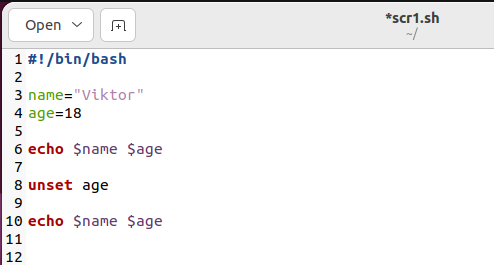 Open
*scr1.sh
~/
1 #!/bin/bash
2
3 name="Viktor"
4 age=18
5
6 echo $name $age
7
8 unset age
9
10 echo $name $age
11
12